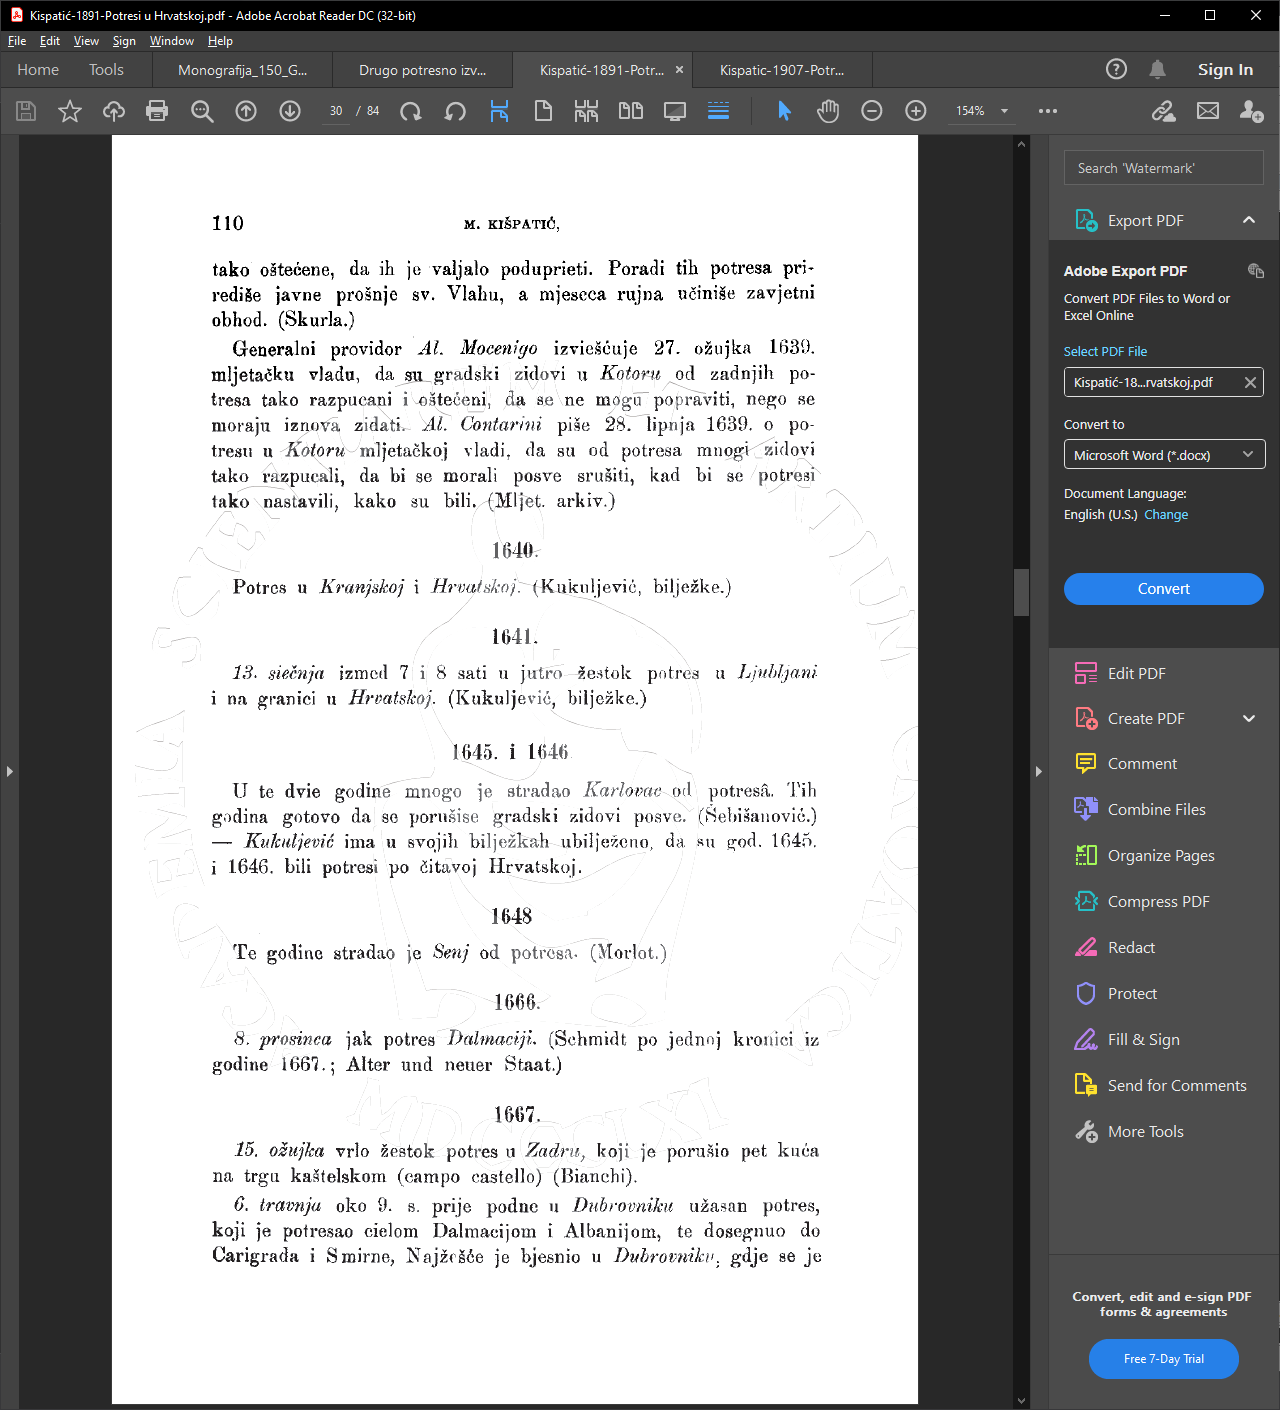 Kispatić-1891-Potresi u Hrvatskoj.pdf - Adobe Acrobat Reader DC (32-bit)
File Edit View Sign Window Help
Home Tools Monografija_150_G... Drugo potresno izv... Kispatić-1891-Potr... × Kispatic-1907-Potr... Sign In
30 / 84 154%
110 M. KIŠPATIĆ,
tako oštećene, da ih je valjalo poduprieti. Poradi tih potresa pri-
rediše javne prošnje sv. Vlahu, a mjeseca rujna učiniše zavjetni
obhod. (Skurla.)
Generalni providor Al. Mocenigo izviešćuje 27. ožujka 1639.
mljetačku vladu, da su gradski zidovi u Kotoru od zadnjih po-
tresa tako razpucani i oštećeni, da se ne mogu popraviti, nego se
moraju iznova zidati. Al. Contarini piše 28. lipnja 1639. o po-
tresu u Kotoru mljetačkoj vladi, da su od potresa mnogi zidovi
tako razpucali, da bi se morali posve srušiti, kad bi se potresi
tako nastavili, kako su bili. (Mljet. arkiv.)
1640.
Potres u Kranjskoj i Hrvatskoj. (Kukuljević, bilježke.)
1641.
13. siečnja izmed 7 i 8 sati u jutro žestok potres u Ljubljani
i na granici u Hrvatskoj. (Kukuljević, bilježke.)
1645. i 1646
U te dvie godine mnogo je stradao Karlovac od potresâ. Tih
godina gotovo da se porušise gradski zidovi posve. (Šebišanović.)
— Kukuljević ima u svojih bilježkah ubilježeno, da su god. 1645.
i 1646. bili potresi po čitavoj Hrvatskoj.
1648
Te godine stradao je Senj od potresa. (Morlot.)
1666.
8. prosinca jak potres Dalmaciji. (Schmidt po jednoj kronici iz
godine 1667.; Alter und neuer Staat.)
1667.
15. ožujka vrlo žestok potres u Zadru, koji je porušio pet kuća
na trgu kaštelskom (campo castello) (Bianchi).
6. travnja oko 9. s. prije podne u Dubrovniku užasan potres,
koji je potresao cielom Dalmacijom i Albanijom, te dosegnuo do
Carigrada i Smirne, Najžešće je bjesnio u Dubrovniku, gdje se je
MDCCCLXI
Search 'Watermark'
Export PDF
Adobe Export PDF
Convert PDF Files to Word or
Excel Online
Select PDF File
Kispatić-18...rvatskoj.pdf
Convert to
Microsoft Word (*.docx)
Document Language:
English (U.S.) Change
Convert
Edit PDF
Create PDF
Comment
Combine Files
Organize Pages
Compress PDF
Redact
Protect
Fill & Sign
Send for Comments
More Tools
Convert, edit and e-sign PDF
forms & agreements
Free 7-Day Trial